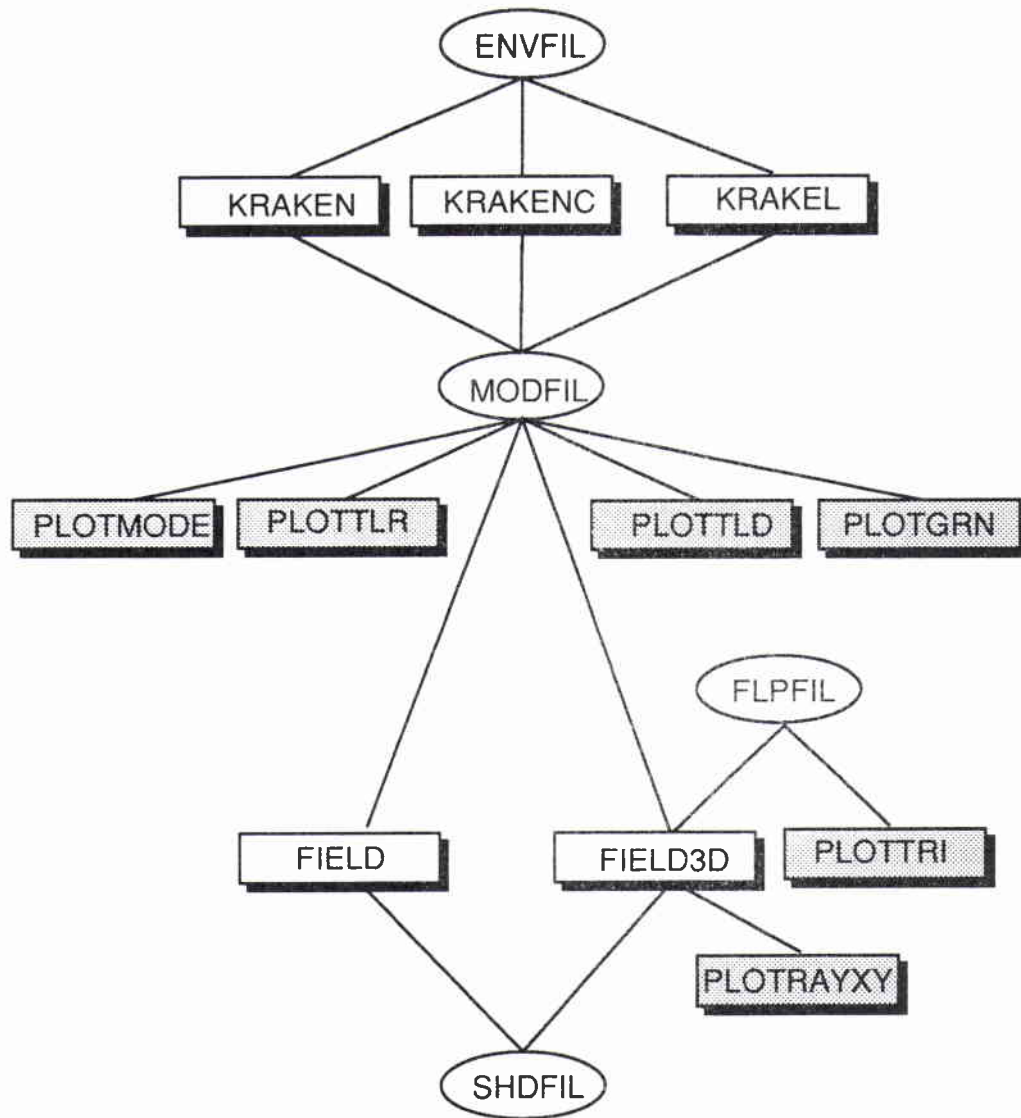 ENVFIL
KRAKEN
KRAKENC
KRAKEL
MODFIL
PLOTMODE
PLOTTLR
PLOTTLD
PLOTGRN
FLPFIL
FIELD
FIELD3D
PLOTTRI
PLOTRAYXY
SHDFIL